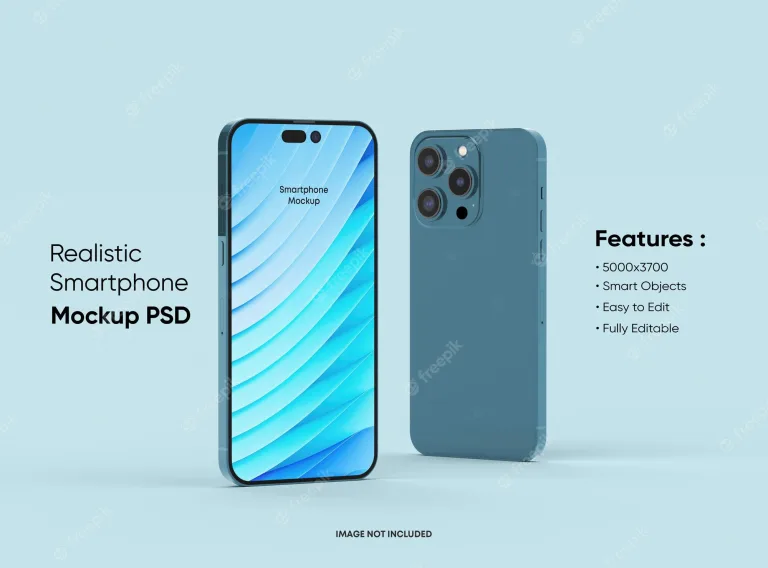 Realistic
Smartphone
Mockup PSD
Smartphone
Mockup
Features :
• 5000x3700
• Smart Objects
• Easy to Edit
• Fully Editable
IMAGE NOT INCLUDED
freepik